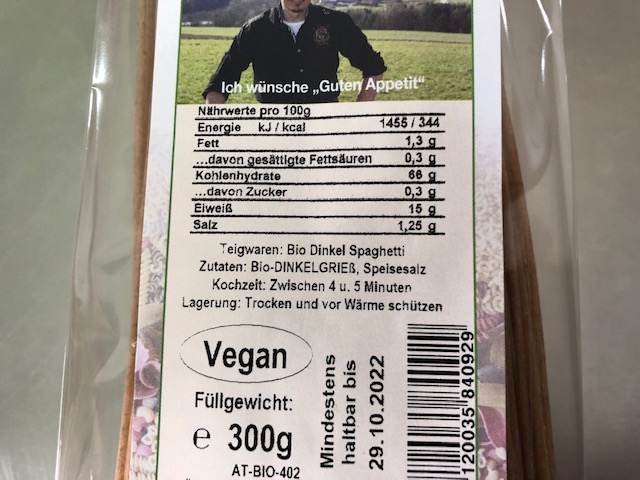 Ich wünsche „Guten Appetit“
Nährwerte pro 100g
Energie kJ / kcal 1455 / 344
Fett 1,3 g
...davon gesättigte Fettsäuren 0,3 g
Kohlenhydrate 66 g
...davon Zucker 0,3 g
Eiweiß 15 g
Salz 1,25 g
Teigwaren: Bio Dinkel Spaghetti
Zutaten: Bio-DINKELGRIEß, Speisesalz
Kochzeit: Zwischen 4 u. 5 Minuten
Lagerung: Trocken und vor Wärme schützen
Vegan
Füllgewicht:
e 300g
AT-BIO-402
Mindestens
haltbar bis
29.10.2022
120035 840929